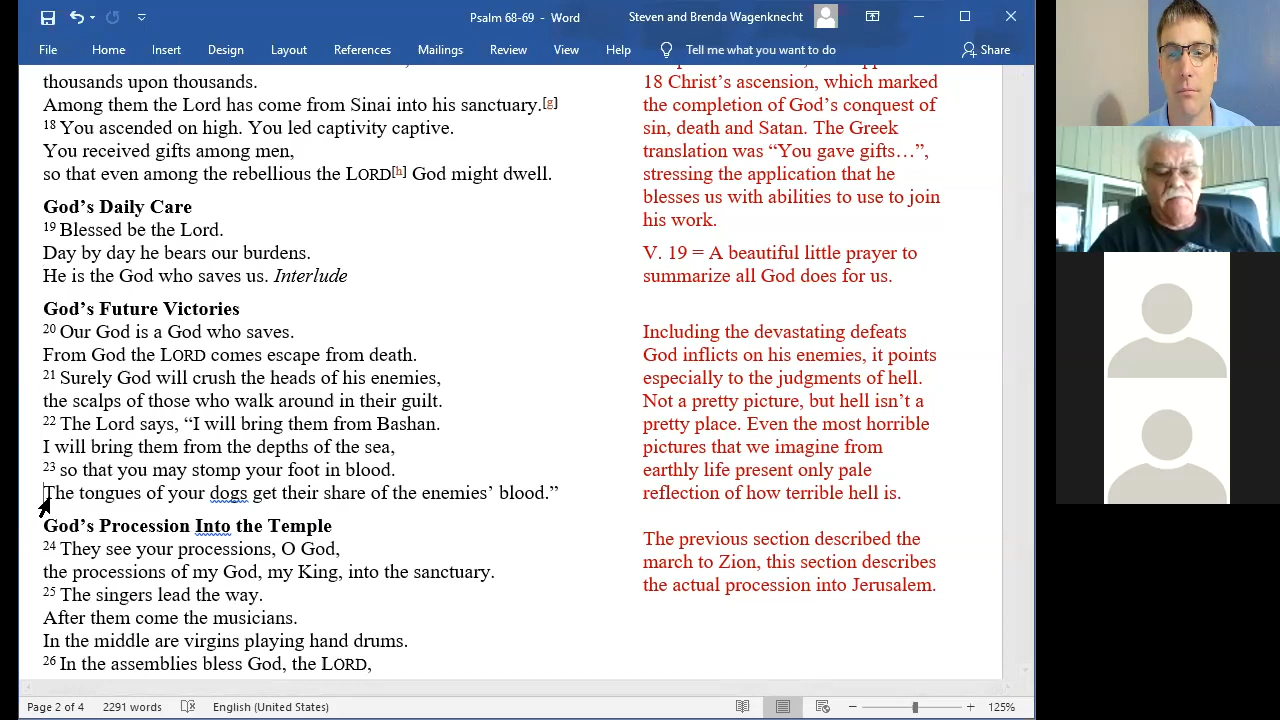 Psalm 68-69 - Word
Steven and Brenda Wagenknecht
File Home Insert Design Layout References Mailings Review View Help Tell me what you want to do Share
thousands upon thousands.
Among them the Lord has come from Sinai into his sanctuary.[g]
18 You ascended on high. You led captivity captive.
You received gifts among men,
so that even among the rebellious the LORD[h] God might dwell.
God’s Daily Care
19 Blessed be the Lord.
Day by day he bears our burdens.
He is the God who saves us. Interlude
God’s Future Victories
20 Our God is a God who saves.
From God the LORD comes escape from death.
21 Surely God will crush the heads of his enemies,
the scalps of those who walk around in their guilt.
22 The Lord says, “I will bring them from Bashan.
I will bring them from the depths of the sea,
23 so that you may stomp your foot in blood.
The tongues of your dogs get their share of the enemies’ blood.”
God’s Procession Into the Temple
24 They see your processions, O God,
the processions of my God, my King, into the sanctuary.
25 The singers lead the way.
After them come the musicians.
In the middle are virgins playing hand drums.
26 In the assemblies bless God, the LORD,
18 Christ’s ascension, which marked
the completion of God’s conquest of
sin, death and Satan. The Greek
translation was “You gave gifts…”,
stressing the application that he
blesses us with abilities to use to join
his work.
V. 19 = A beautiful little prayer to
summarize all God does for us.
Including the devastating defeats
God inflicts on his enemies, it points
especially to the judgments of hell.
Not a pretty picture, but hell isn’t a
pretty place. Even the most horrible
pictures that we imagine from
earthly life present only pale
reflection of how terrible hell is.
The previous section described the
march to Zion, this section describes
the actual procession into Jerusalem.
Page 2 of 4 2291 words English (United States) 125%